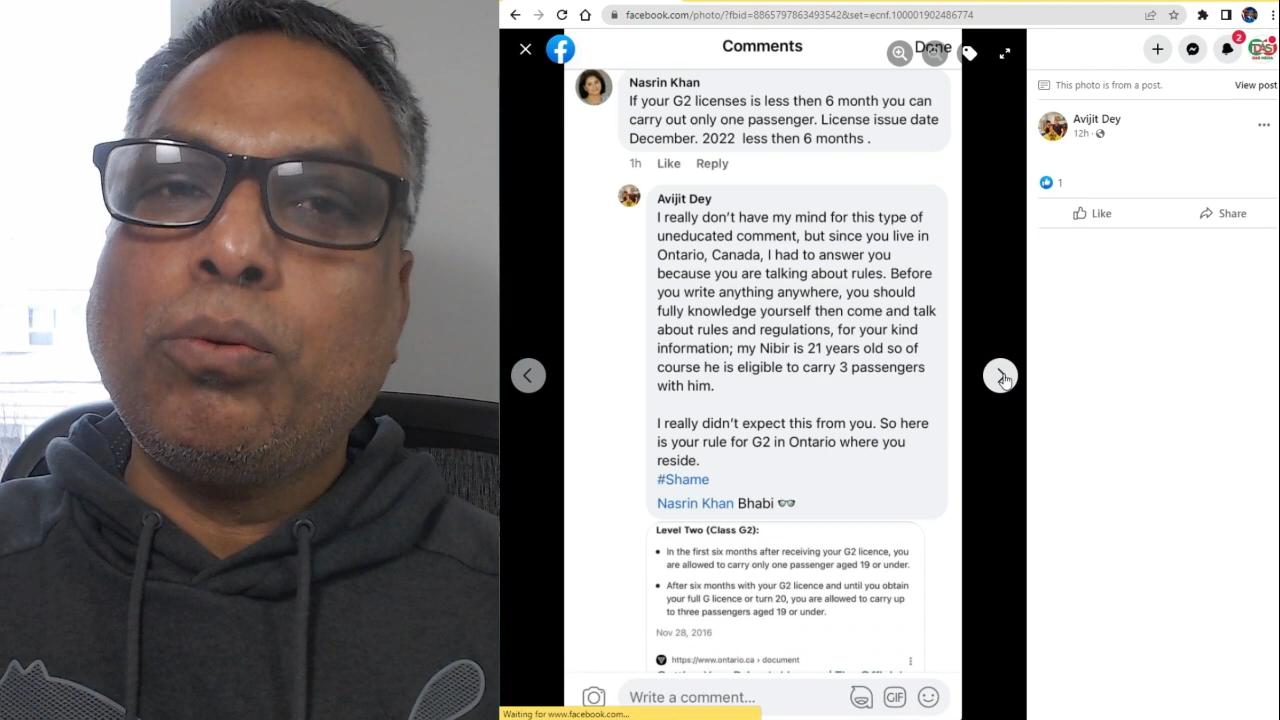 facebook.com/photo/?fbid=8865797863493542&set=ecnf.100001902486774
Comments
Done
Nasrin Khan
If your G2 licenses is less then 6 month you can
carry out only one passenger. License issue date
December. 2022 less then 6 months .
1h Like Reply
Avijit Dey
I really don't have my mind for this type of
uneducated comment, but since you live in
Ontario, Canada, I had to answer you
because you are talking about rules. Before
you write anything anywhere, you should
fully knowledge yourself then come and talk
about rules and regulations, for your kind
information; my Nibir is 21 years old so of
course he is eligible to carry 3 passengers
with him.
I really didn't expect this from you. So here
is your rule for G2 in Ontario where you
reside.
#Shame
Nasrin Khan Bhabi
Level Two (Class G2):
• In the first six months after receiving your G2 licence, you
are allowed to carry only one passenger aged 19 or under.
• After six months with your G2 licence and until you obtain
your full G licence or turn 20, you are allowed to carry up
to three passengers aged 19 or under.
Nov 28, 2016
https://www.ontario.ca › document
Write a comment...
GIF
Waiting for www.facebook.com...
2
This photo is from a post.
View post
Avijit Dey
12h
1
Like
Share